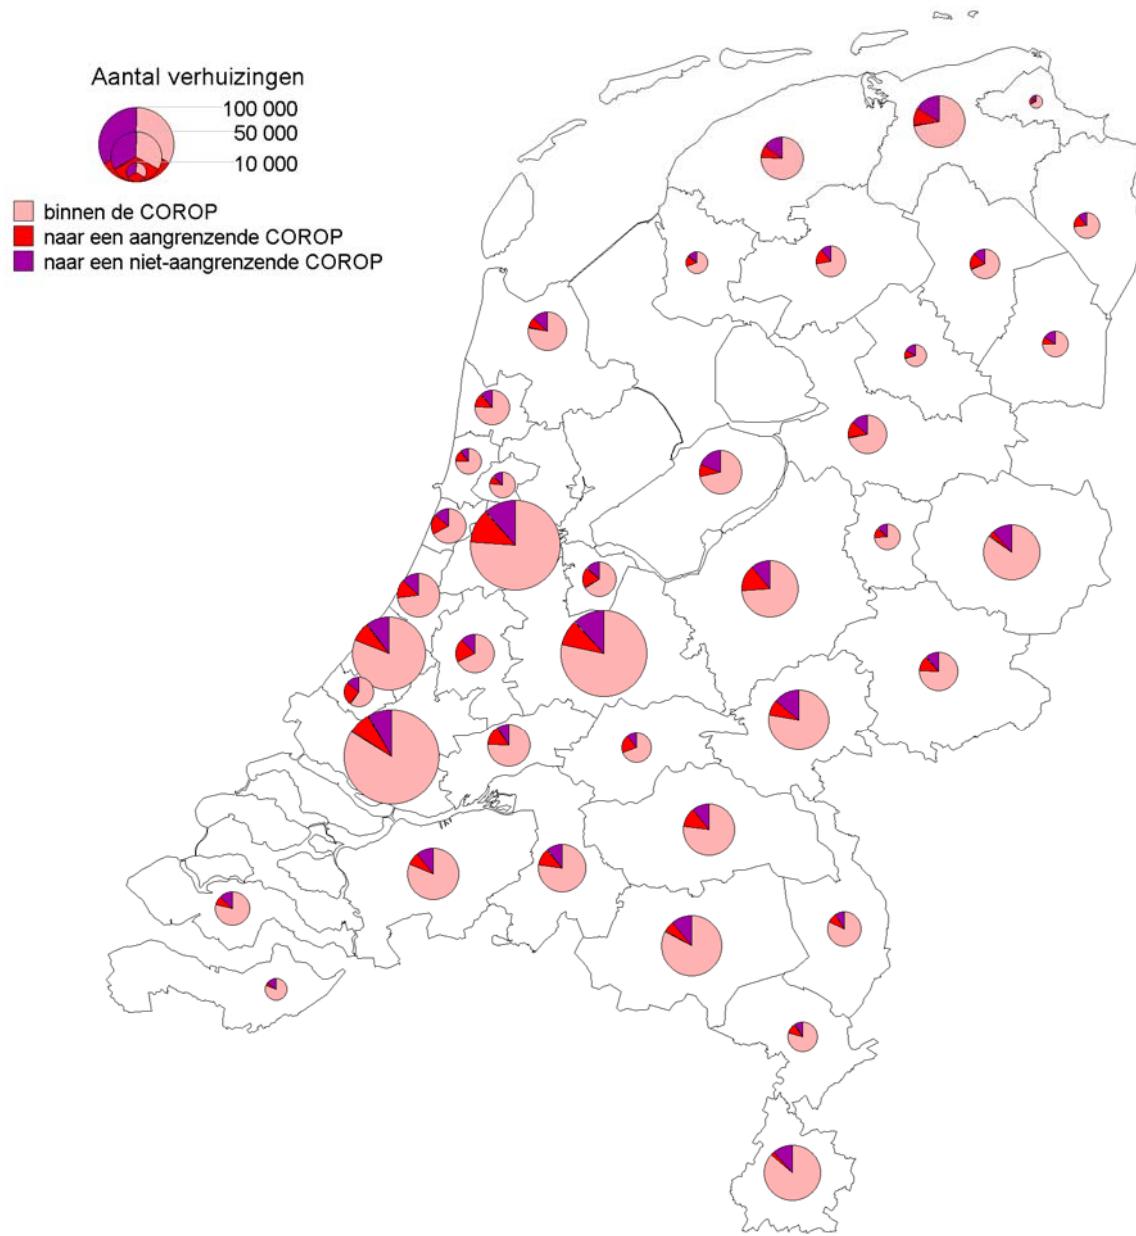 Aantal verhuizingen
100 000
50 000
10 000
binnen de COROP
naar een aangrenzende COROP
naar een niet-aangrenzende COROP